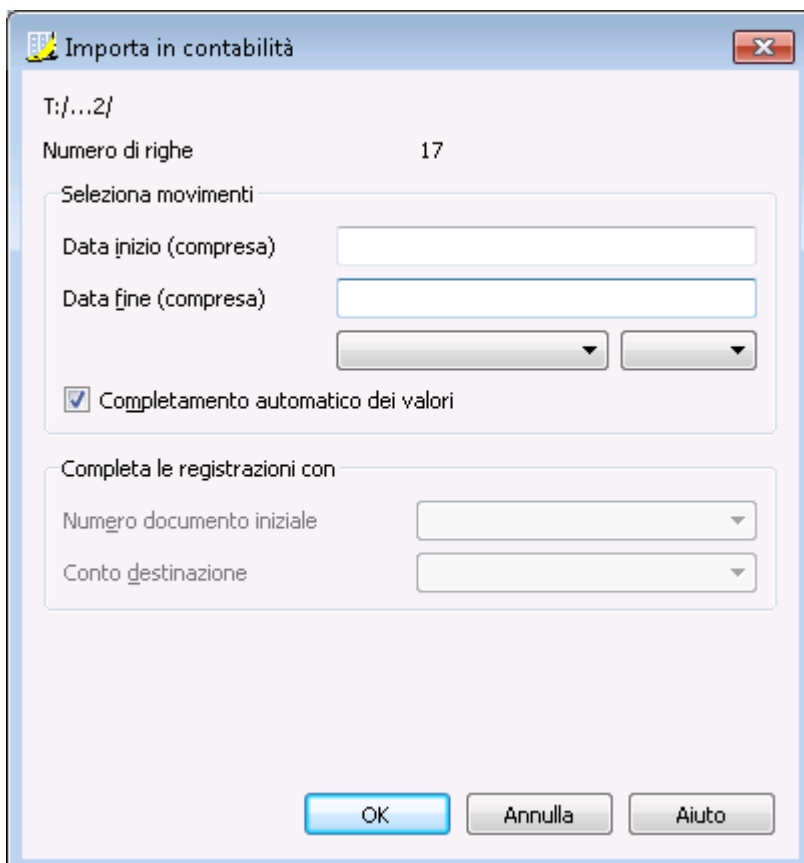 Importa in contabilità
T:/...2/
Numero di righe 17
Seleziona movimenti
Data inizio (compresa)
Data fine (compresa)
Completamento automatico dei valori
Completa le registrazioni con
Numero documento iniziale
Conto destinazione
OK Annulla Aiuto